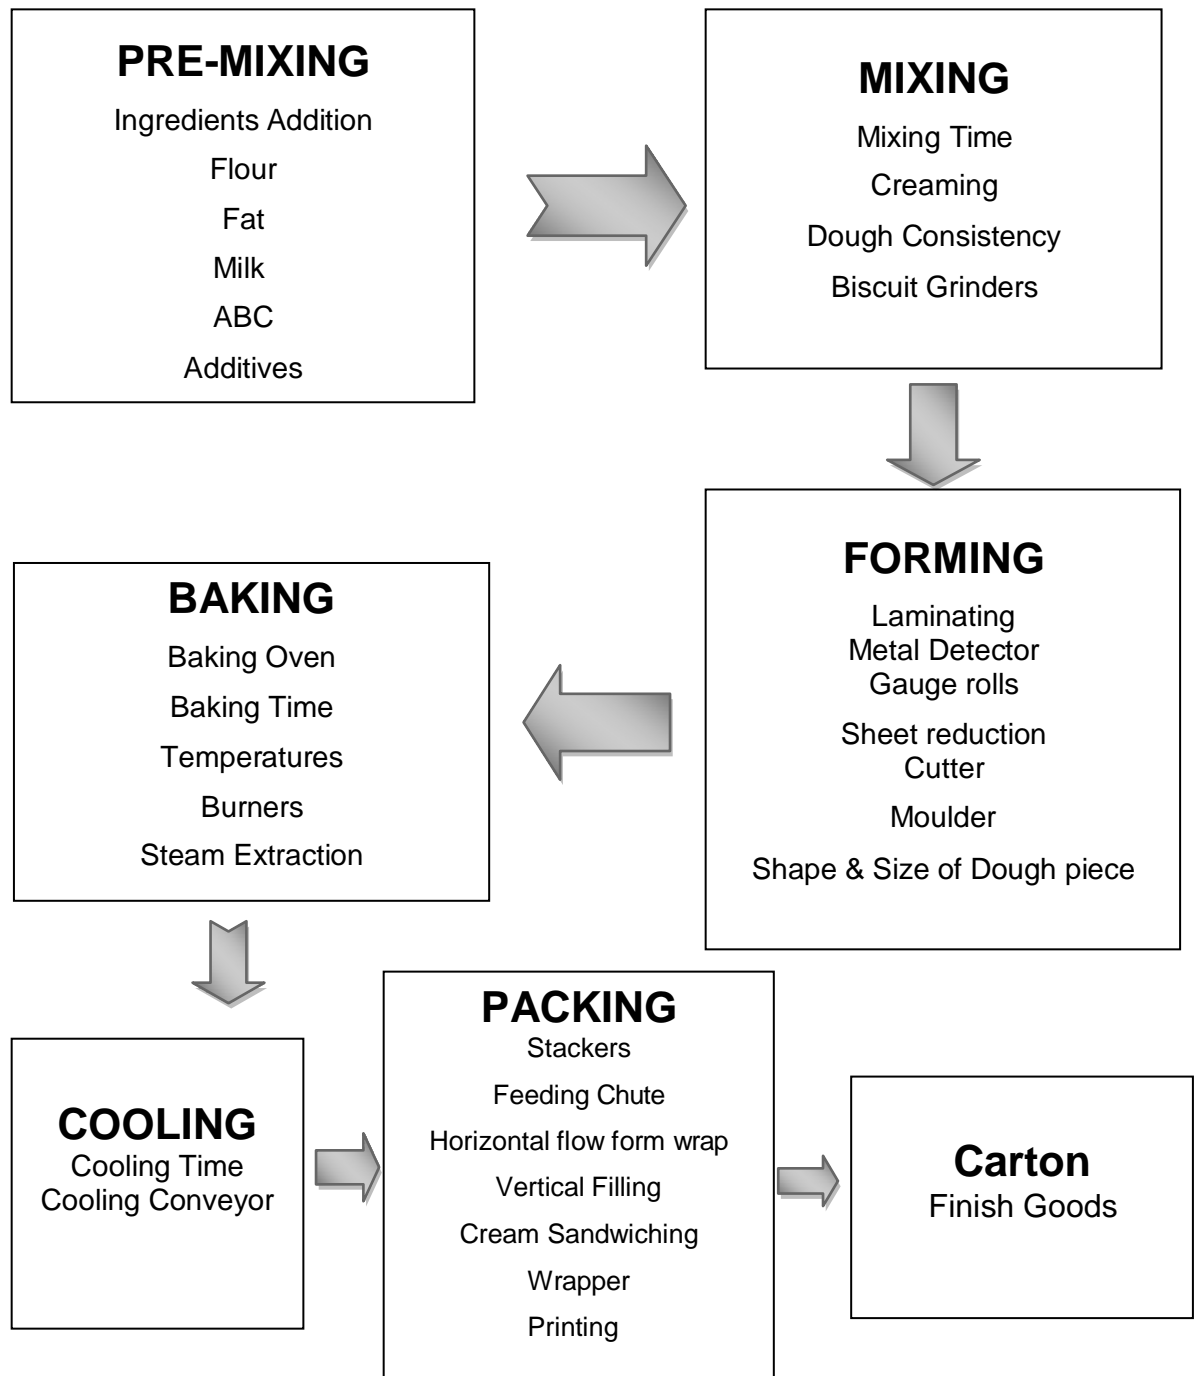 PRE-MIXING
Ingredients Addition
Flour
Fat
Milk
ABC
Additives
MIXING
Mixing Time
Creaming
Dough Consistency
Biscuit Grinders
FORMING
Laminating
Metal Detector
Gauge rolls
Sheet reduction
Cutter
Moulder
Shape & Size of Dough piece
BAKING
Baking Oven
Baking Time
Temperatures
Burners
Steam Extraction
COOLING
Cooling Time
Cooling Conveyor
PACKING
Stackers
Feeding Chute
Horizontal flow form wrap
Vertical Filling
Cream Sandwiching
Wrapper
Printing
Carton
Finish Goods